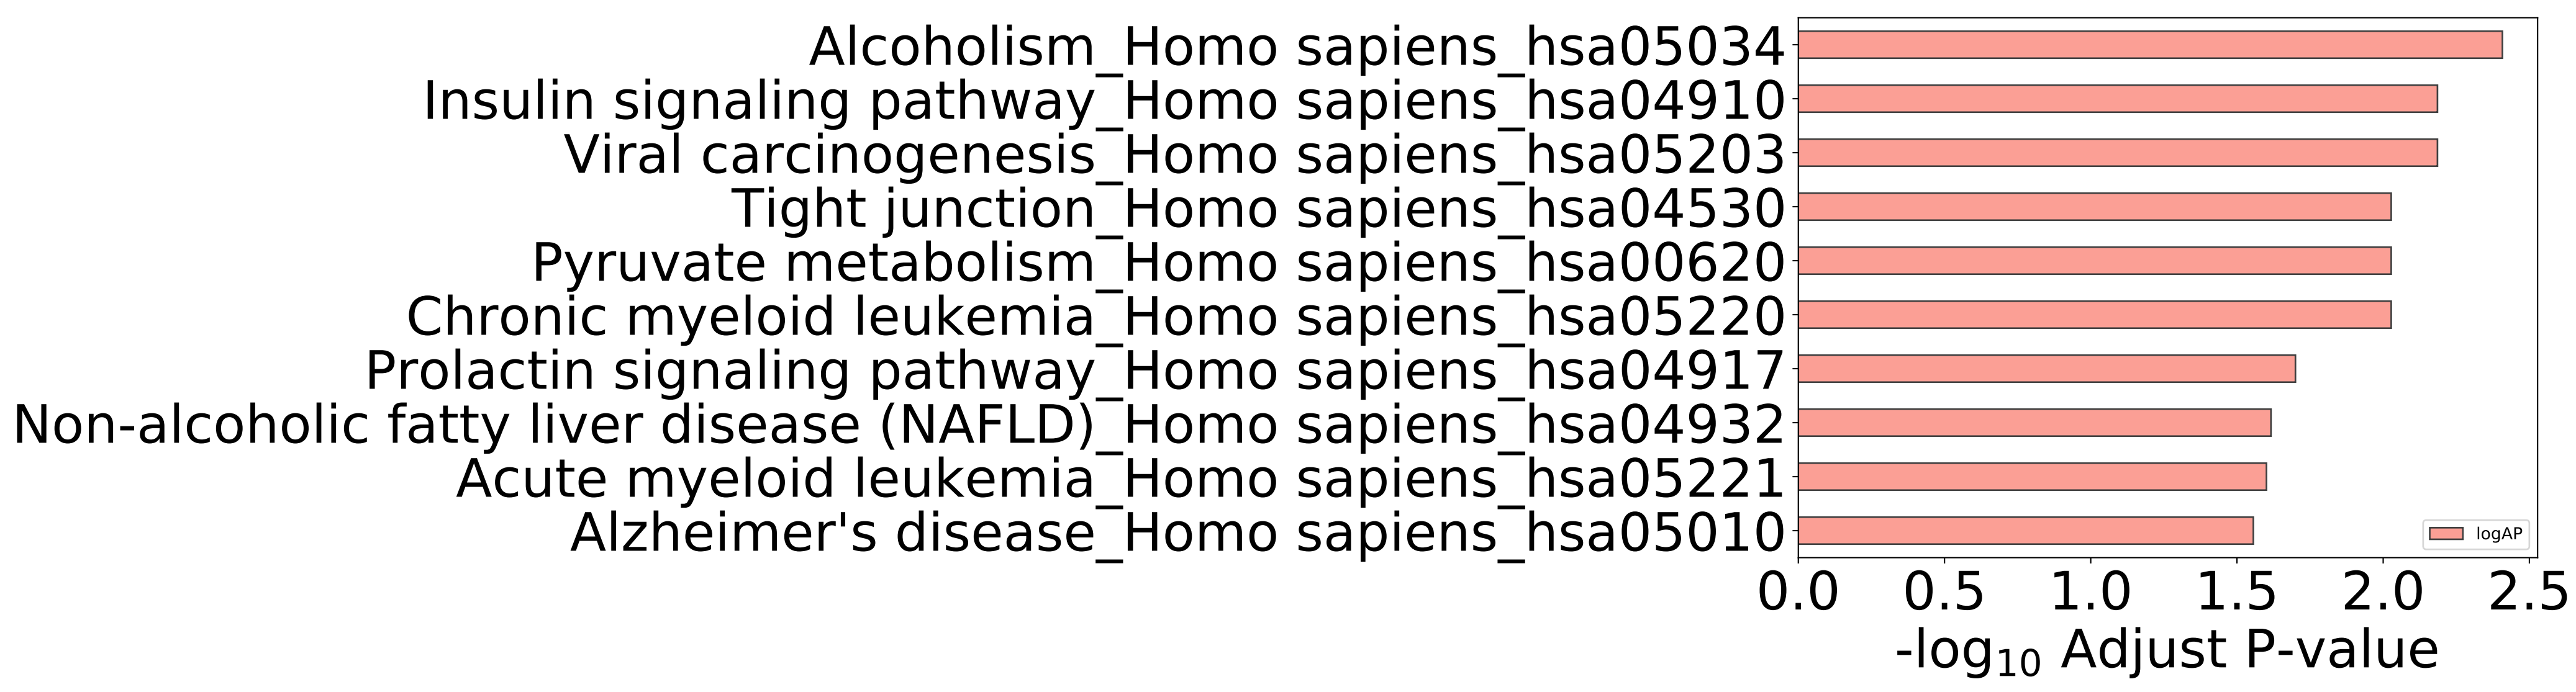 Alcoholism_Homo sapiens_hsa05034
Insulin signaling pathway_Homo sapiens_hsa04910
Viral carcinogenesis_Homo sapiens_hsa05203
Tight junction_Homo sapiens_hsa04530
Pyruvate metabolism_Homo sapiens_hsa00620
Chronic myeloid leukemia_Homo sapiens_hsa05220
Prolactin signaling pathway_Homo sapiens_hsa04917
Non-alcoholic fatty liver disease (NAFLD)_Homo sapiens_hsa04932
Acute myeloid leukemia_Homo sapiens_hsa05221
Alzheimer's disease_Homo sapiens_hsa05010
logAP
0.0 0.5 1.0 1.5 2.0 2.5
-log₁₀ Adjust P-value